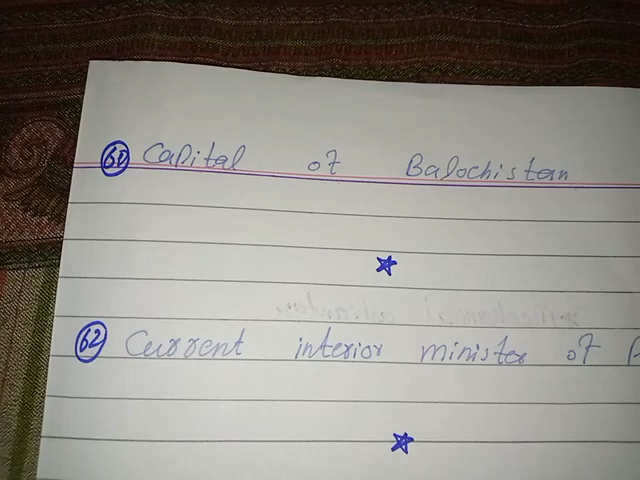 61 Capital of Balochistan
62 Current interior minister of